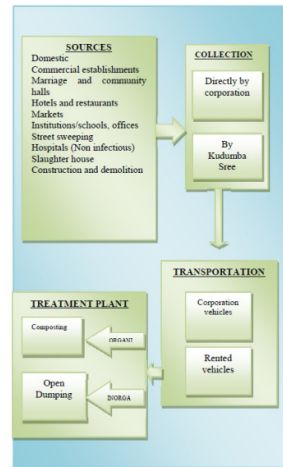 SOURCES
Domestic
Commercial establishments
Marriage and community
halls
Hotels and restaurants
Markets
Institutions/schools, offices
Street sweeping
Hospitals (Non infectious)
Slaughter house
Construction and demolition
COLLECTION
Directly by
corporation
By
Kudumba
Sree
TRANSPORTATION
Corporation
vehicles
Rented
vehicles
TREATMENT PLANT
Composting
ORGANI
Open
Dumping
INORGA